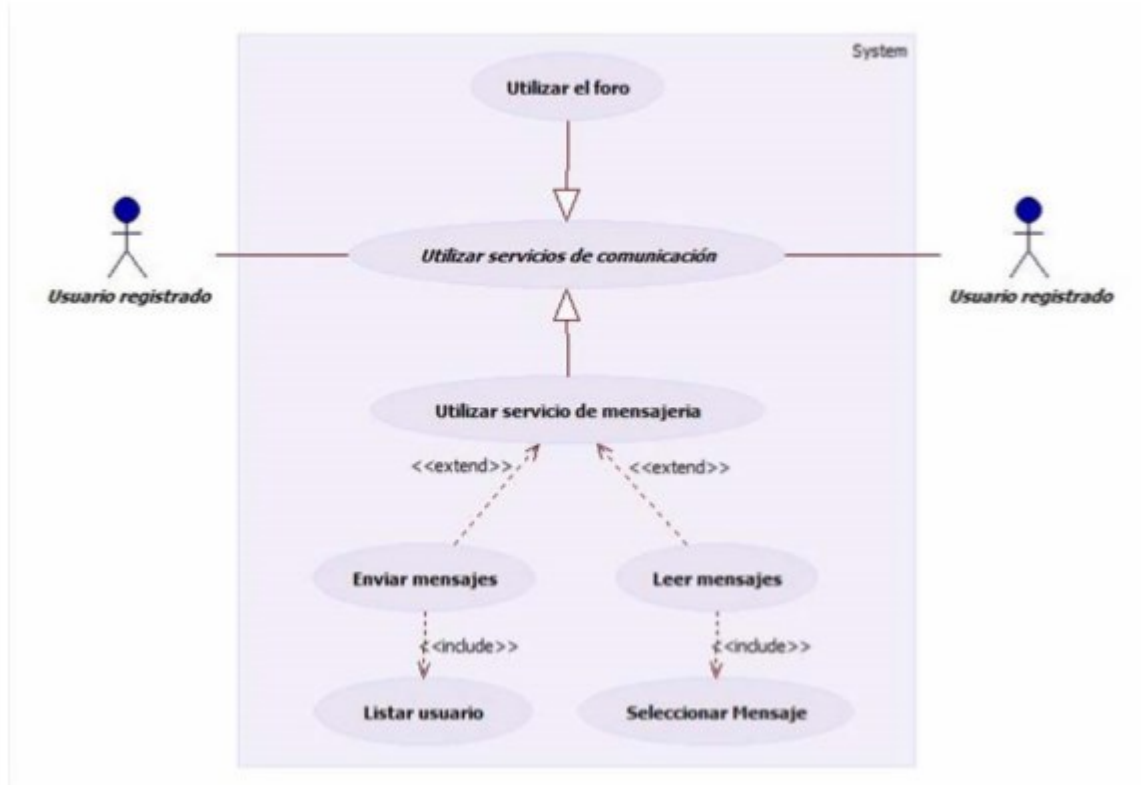 System
Utilizar el foro
Utilizar servicios de comunicación
Usuario registrado
Usuario registrado
Utilizar servicio de mensajeria
<<extend>>
<<extend>>
Enviar mensajes
Leer mensajes
<<include>>
<<include>>
Listar usuario
Seleccionar Mensaje